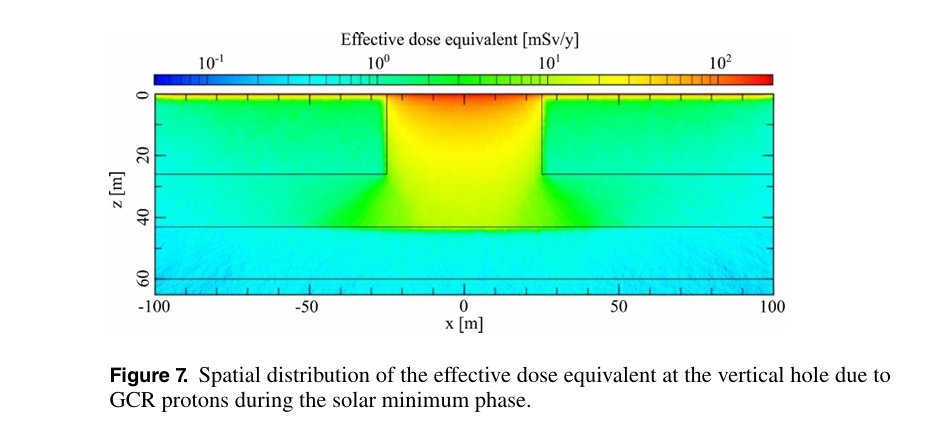 Effective dose equivalent [mSv/y]
10-1 100 101 102
0
20
40
60
z [m]
-100 -50 0 50 100
x [m]
Figure 7. Spatial distribution of the effective dose equivalent at the vertical hole due to
GCR protons during the solar minimum phase.